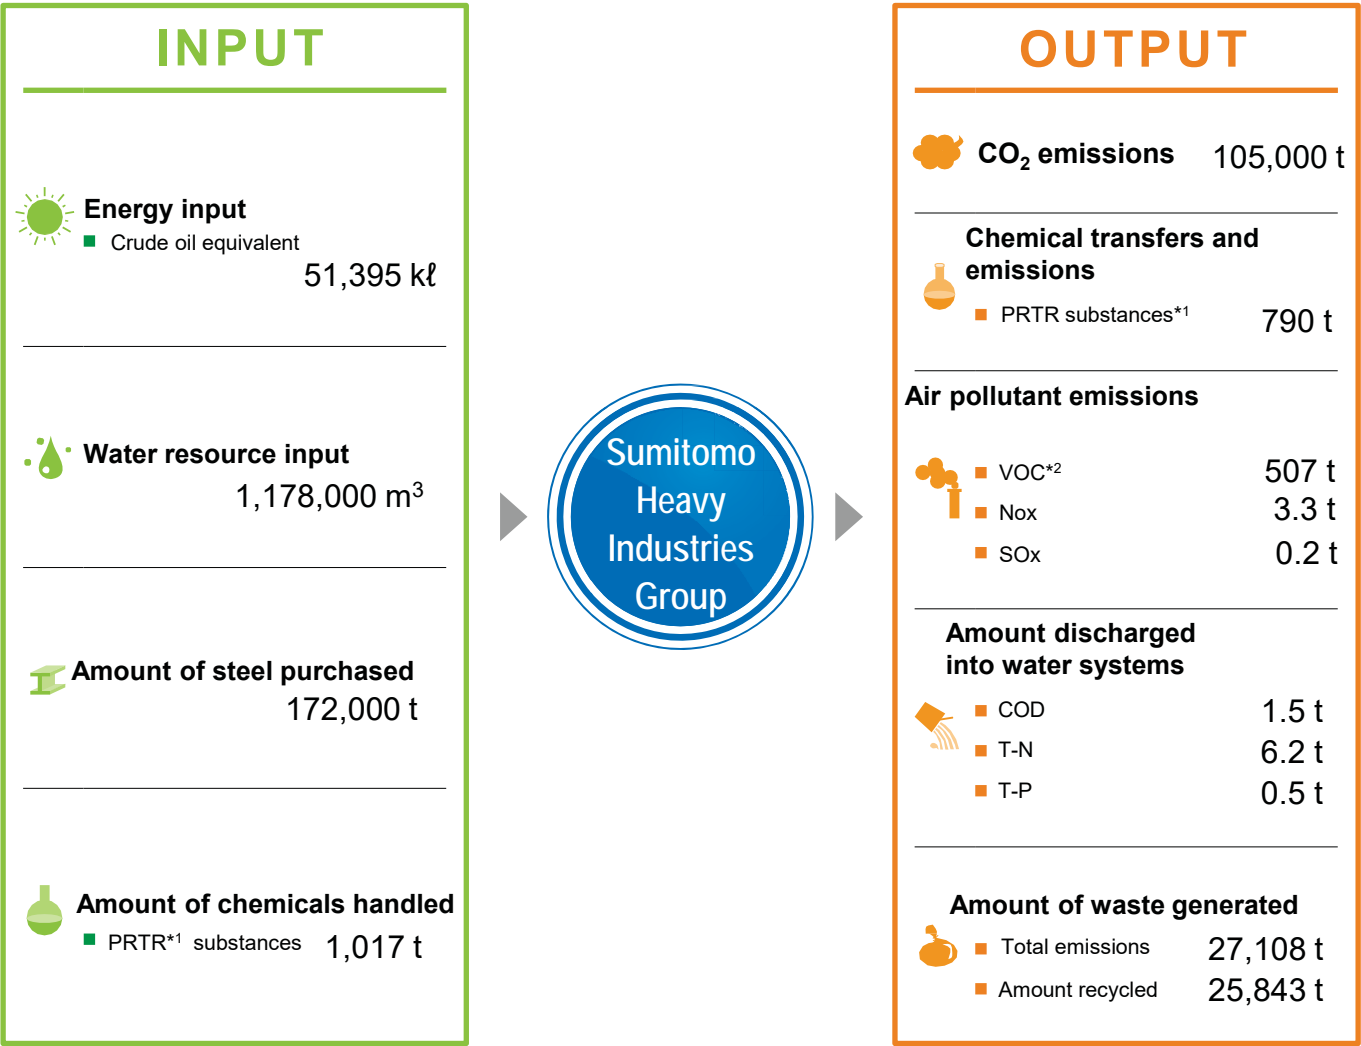 INPUT
Energy input
■ Crude oil equivalent
51,395 kℓ
Water resource input
1,178,000 m³
Amount of steel purchased
172,000 t
Amount of chemicals handled
■ PRTR*¹ substances 1,017 t
Sumitomo
Heavy
Industries
Group
OUTPUT
CO₂ emissions 105,000 t
Chemical transfers and
emissions
■ PRTR substances*¹ 790 t
Air pollutant emissions
■ VOC*² 507 t
■ Nox 3.3 t
■ SOx 0.2 t
Amount discharged
into water systems
■ COD 1.5 t
■ T-N 6.2 t
■ T-P 0.5 t
Amount of waste generated
■ Total emissions 27,108 t
■ Amount recycled 25,843 t